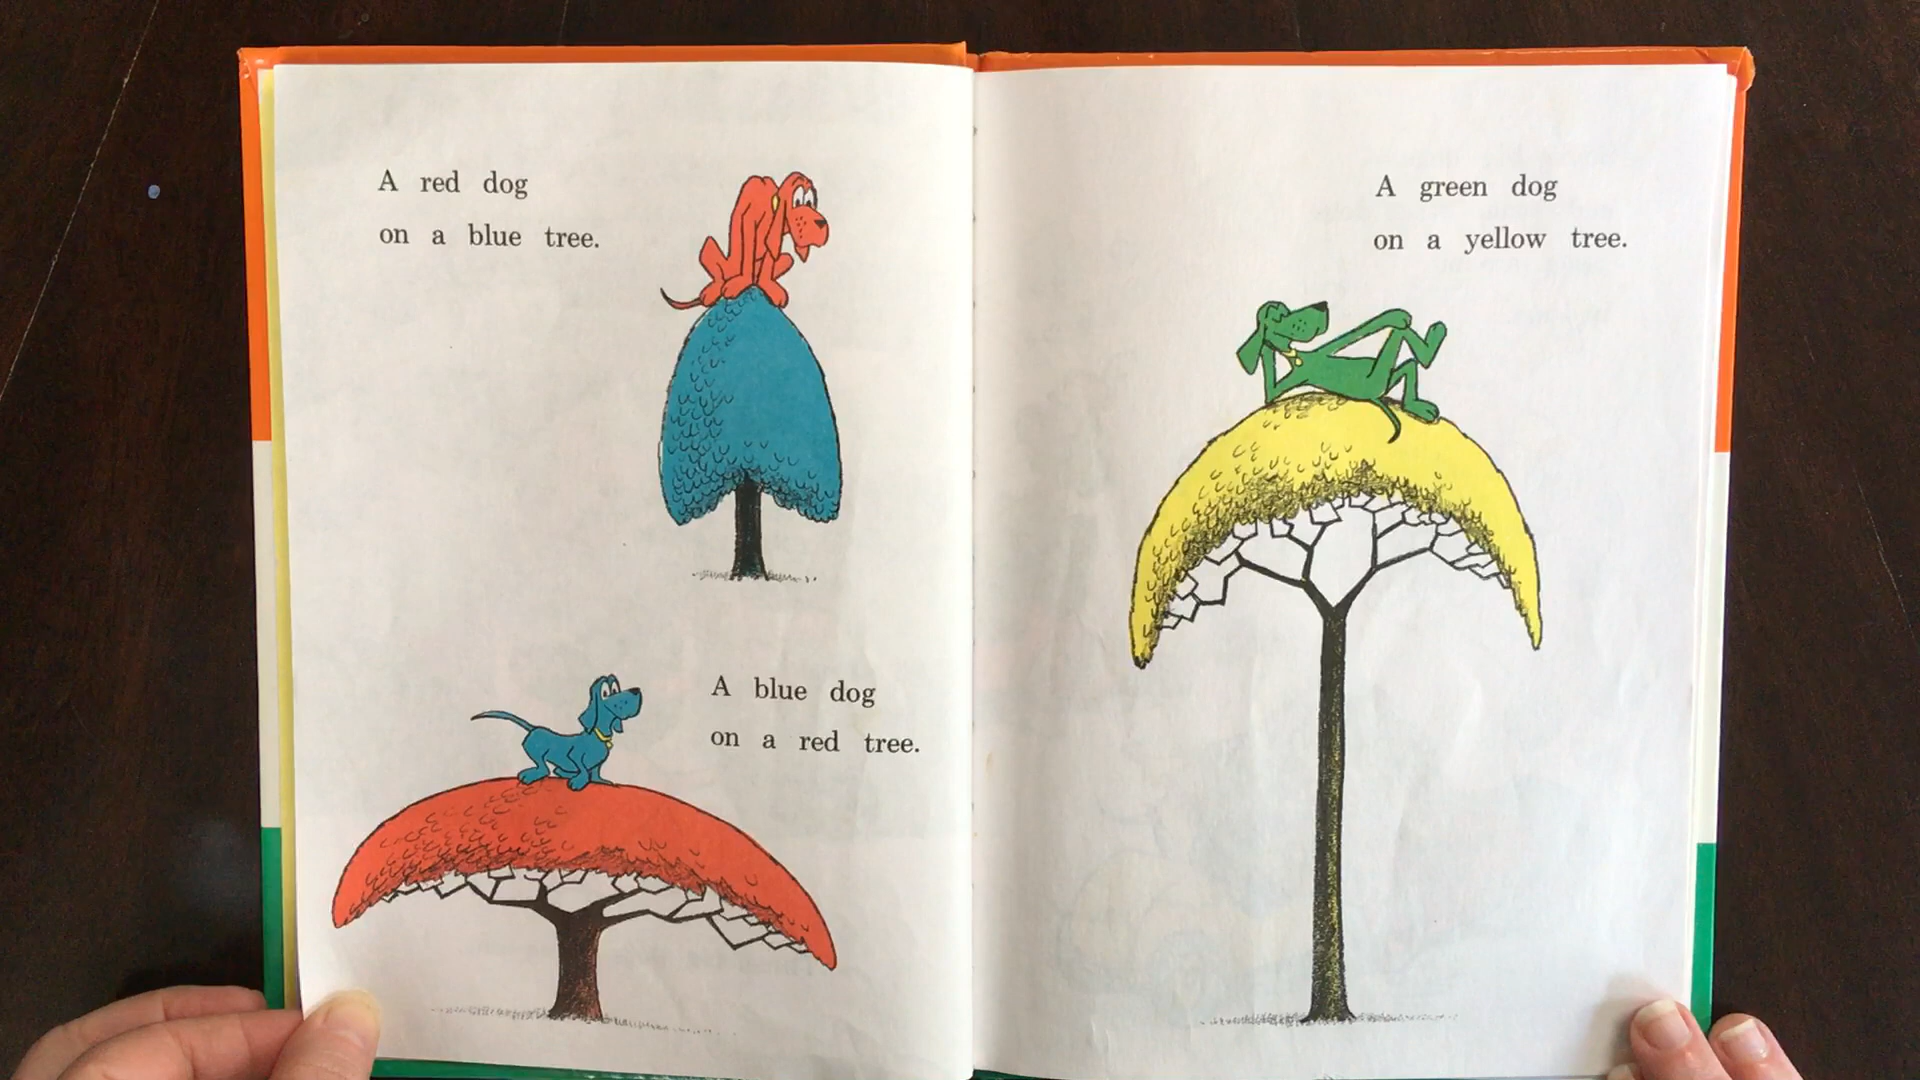 A red dog
on a blue tree.
A blue dog
on a red tree.
A green dog
on a yellow tree.